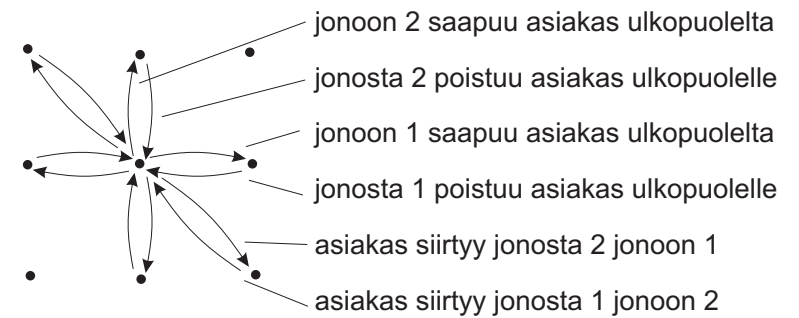 jonoon 2 saapuu asiakas ulkopuolelta
jonosta 2 poistuu asiakas ulkopuolelle
jonoon 1 saapuu asiakas ulkopuolelta
jonosta 1 poistuu asiakas ulkopuolelle
asiakas siirtyy jonosta 2 jonoon 1
asiakas siirtyy jonosta 1 jonoon 2